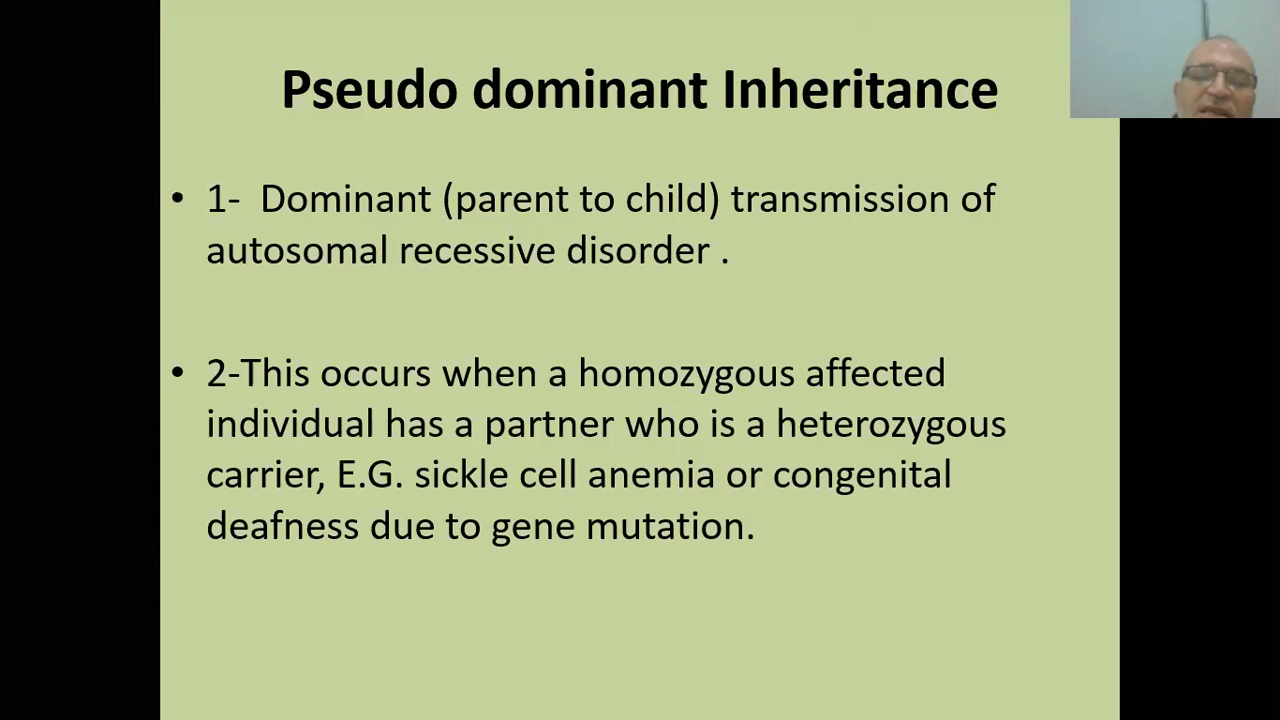 Pseudo dominant Inheritance
• 1-  Dominant (parent to child) transmission of
autosomal recessive disorder .
• 2-This occurs when a homozygous affected
individual has a partner who is a heterozygous
carrier, E.G. sickle cell anemia or congenital
deafness due to gene mutation.